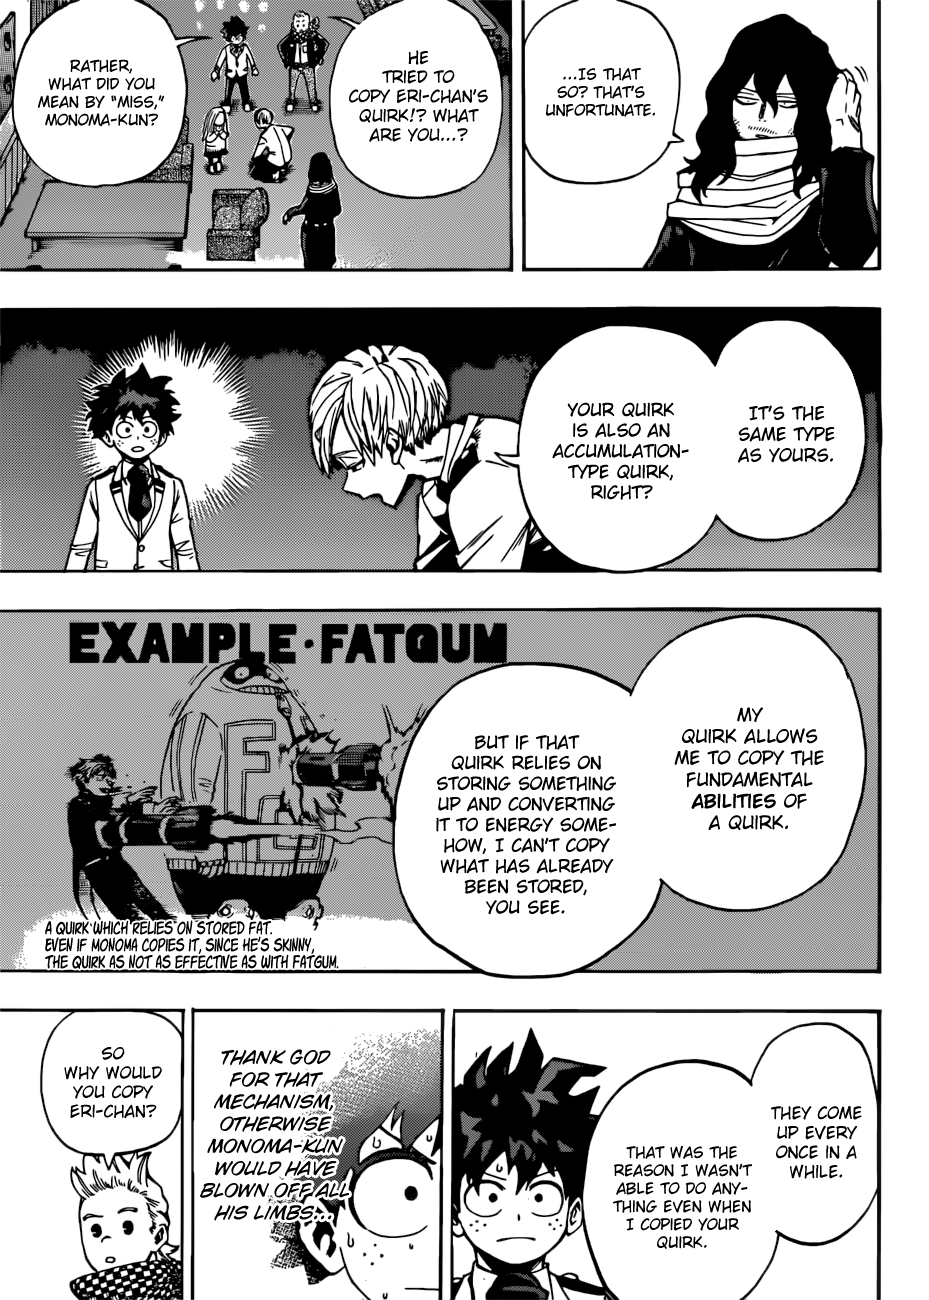 ...IS THAT
SO? THAT'S
UNFORTUNATE.
HE
TRIED TO
COPY ERI-CHAN'S
QUIRK!? WHAT
ARE YOU...?
RATHER,
WHAT DID YOU
MEAN BY "MISS,"
MONOMA-KUN?
IT'S THE
SAME TYPE
AS YOURS.
YOUR QUIRK
IS ALSO AN
ACCUMULATION-
TYPE QUIRK,
RIGHT?
MY
QUIRK ALLOWS
ME TO COPY THE
FUNDAMENTAL
ABILITIES OF
A QUIRK.
BUT IF THAT
QUIRK RELIES ON
STORING SOMETHING
UP AND CONVERTING
IT TO ENERGY SOME-
HOW, I CAN'T COPY
WHAT HAS ALREADY
BEEN STORED,
YOU SEE.
EXAMPLE · FATGUM
F
G
A QUIRK WHICH RELIES ON STORED FAT.
EVEN IF MONOMA COPIES IT, SINCE HE'S SKINNY,
THE QUIRK AS NOT AS EFFECTIVE AS WITH FATGUM.
THEY COME
UP EVERY
ONCE IN A
WHILE.
THAT WAS THE
REASON I WASN'T
ABLE TO DO ANY-
THING EVEN WHEN
I COPIED YOUR
QUIRK.
THANK GOD
FOR THAT
MECHANISM,
OTHERWISE
MONOMA-KUN
WOULD HAVE
BLOWN OFF ALL
HIS LIMBS...
SO
WHY WOULD
YOU COPY
ERI-CHAN?